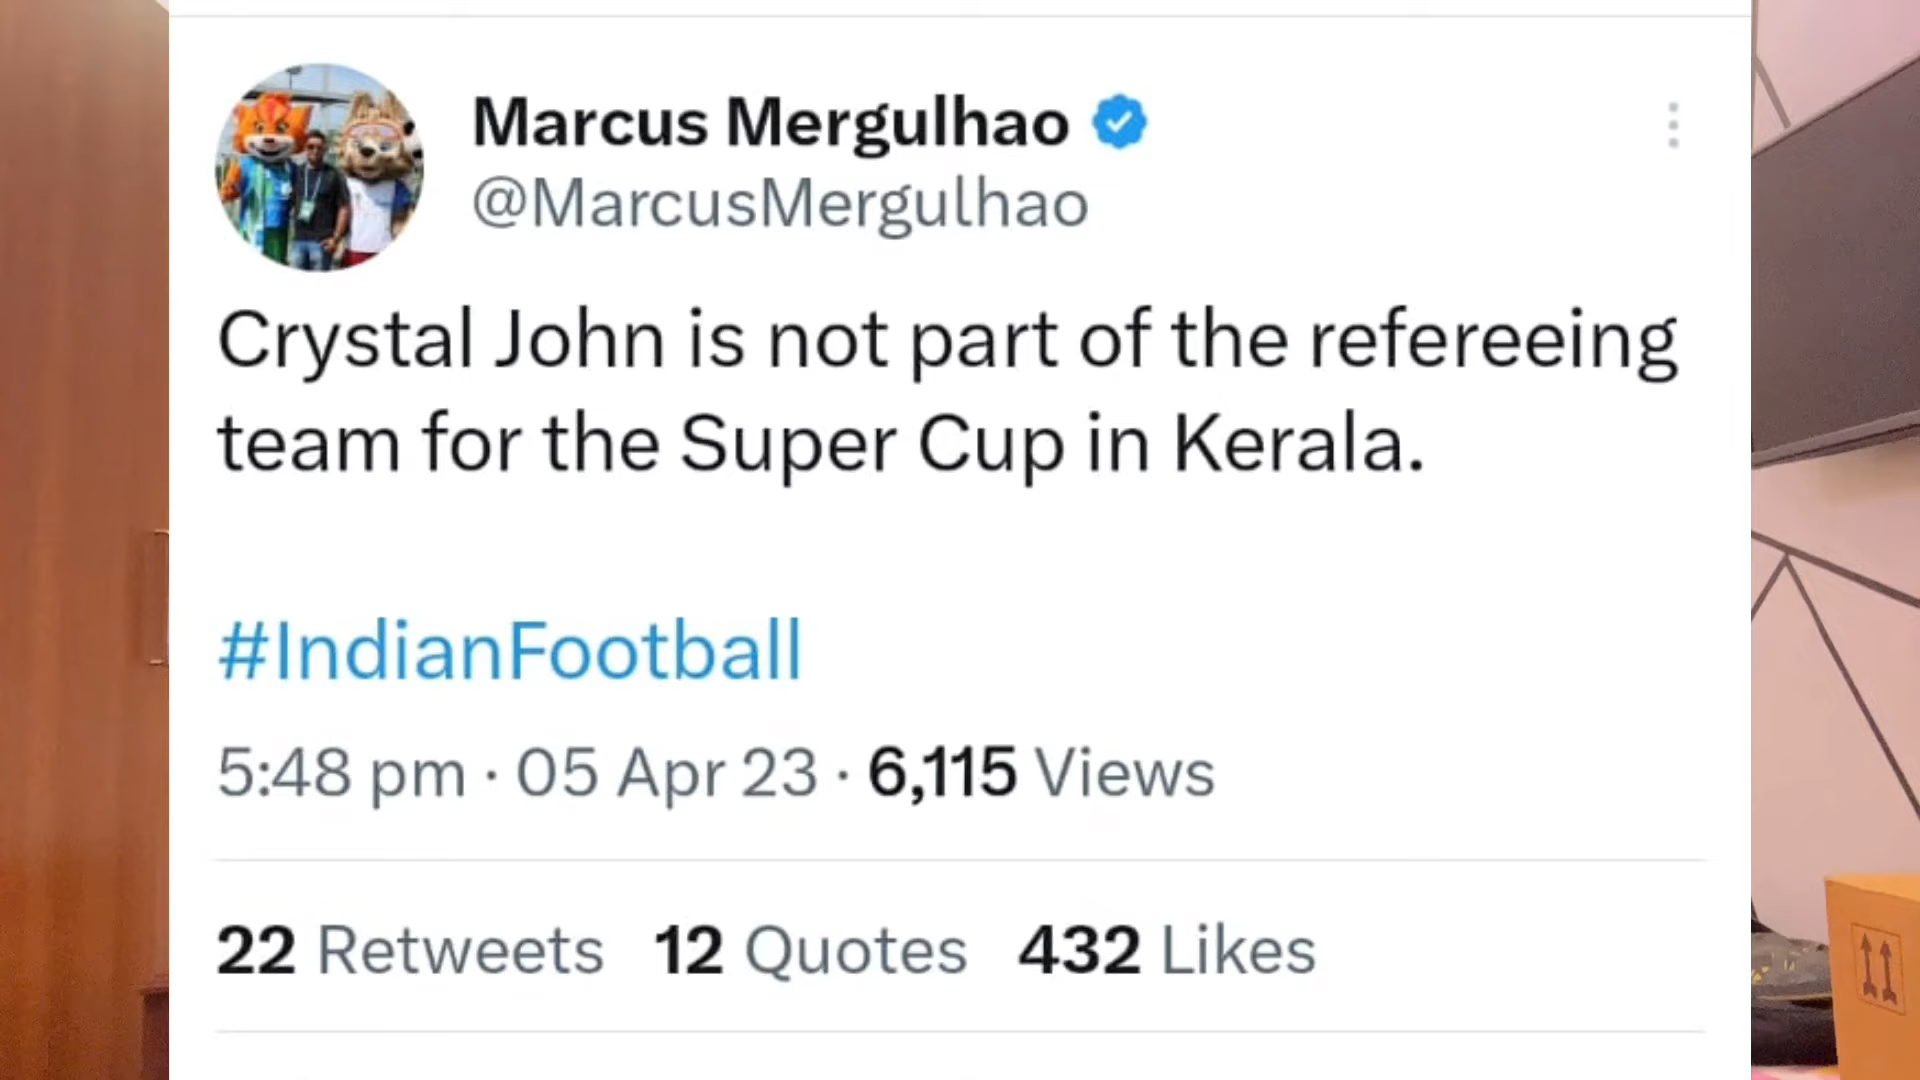 Marcus Mergulhao
@MarcusMergulhao
Crystal John is not part of the refereeing
team for the Super Cup in Kerala.
#IndianFootball
5:48 pm · 05 Apr 23 · 6,115 Views
22 Retweets 12 Quotes 432 Likes